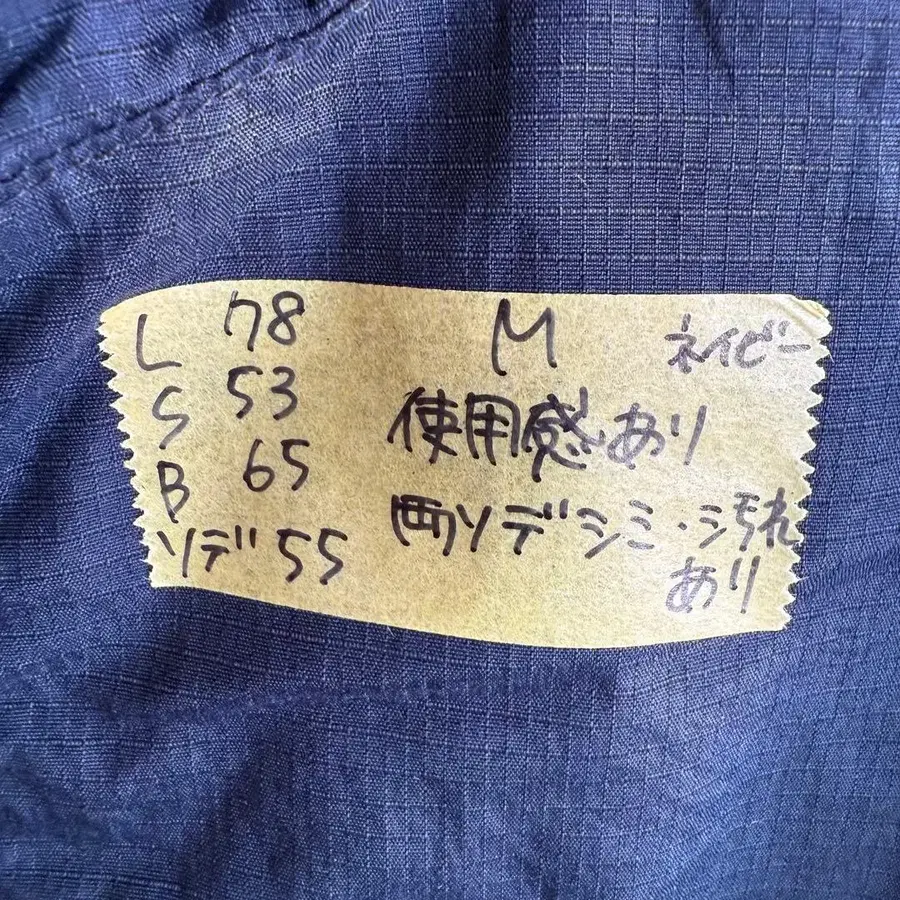 L 78 M ネイビー
S 53 使用感あり
B 65
ソデ 55 両ソデシミ・汚れ
あり